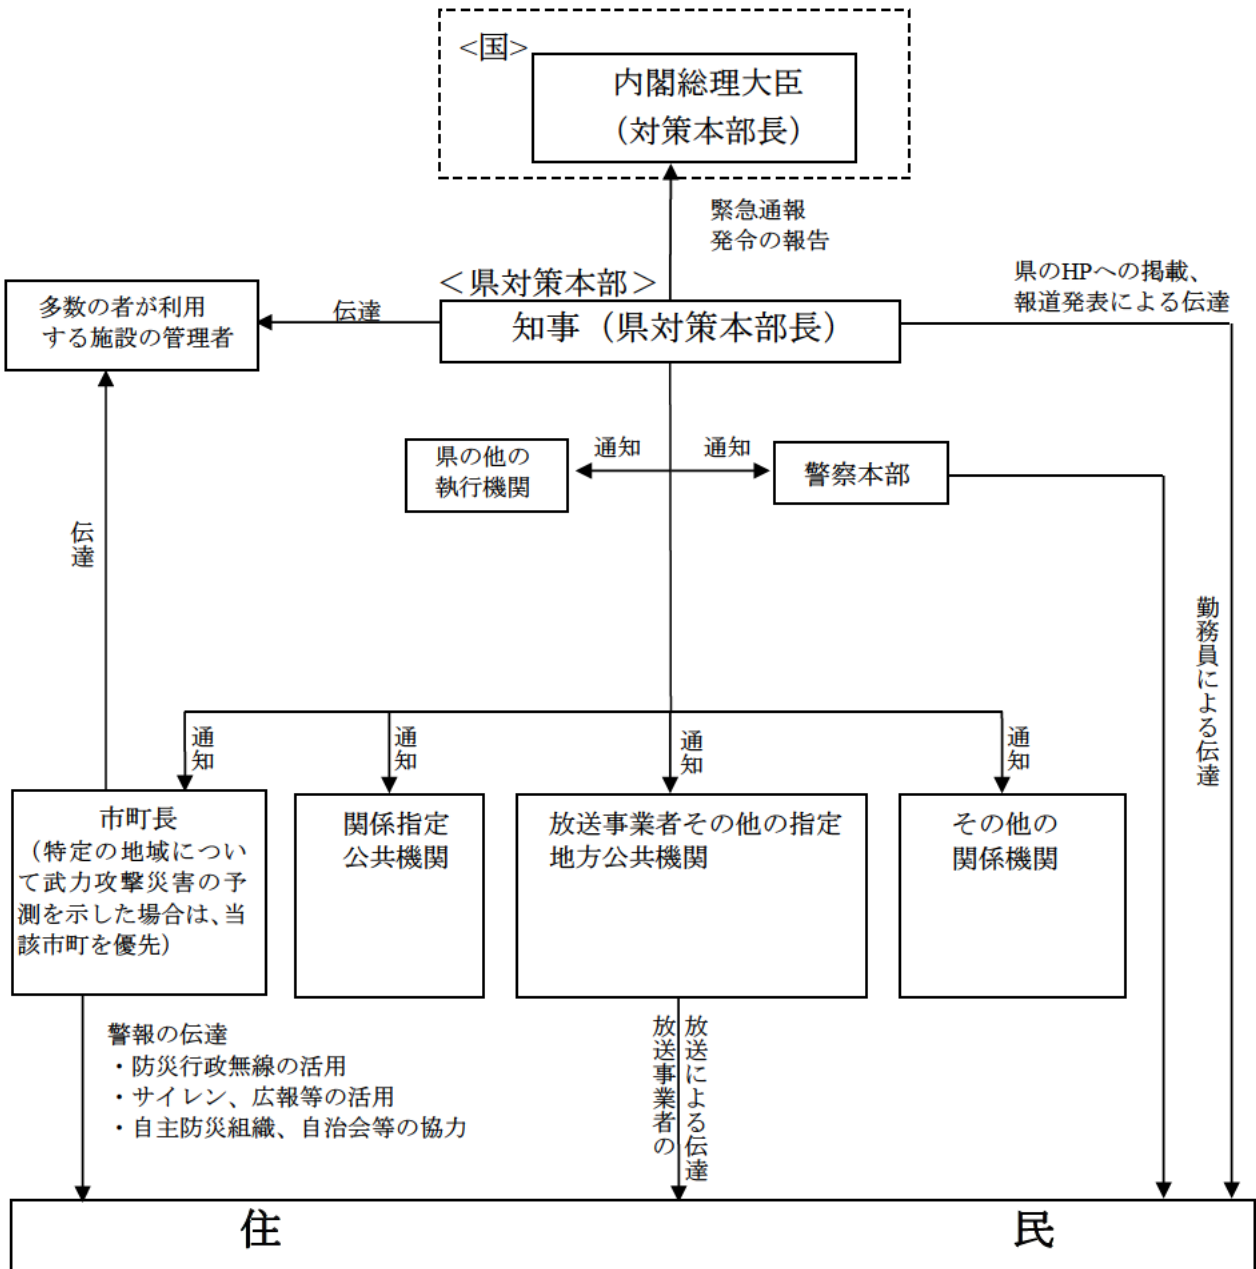 <国>
内閣総理大臣
（対策本部長）
緊急通報
発令の報告
＜県対策本部＞
県のHPへの掲載、
報道発表による伝達
多数の者が利用
する施設の管理者
伝達
知事（県対策本部長）
県の他の
執行機関
通知
通知
警察本部
伝達
勤務員による伝達
通知
通知
通知
通知
市町長
（特定の地域につい
て武力攻撃災害の予
測を示した場合は、当
該市町を優先）
関係指定
公共機関
放送事業者その他の指定
地方公共機関
その他の
関係機関
警報の伝達
・防災行政無線の活用
・サイレン、広報等の活用
・自主防災組織、自治会等の協力
放送事業者の
放送による伝達
住民